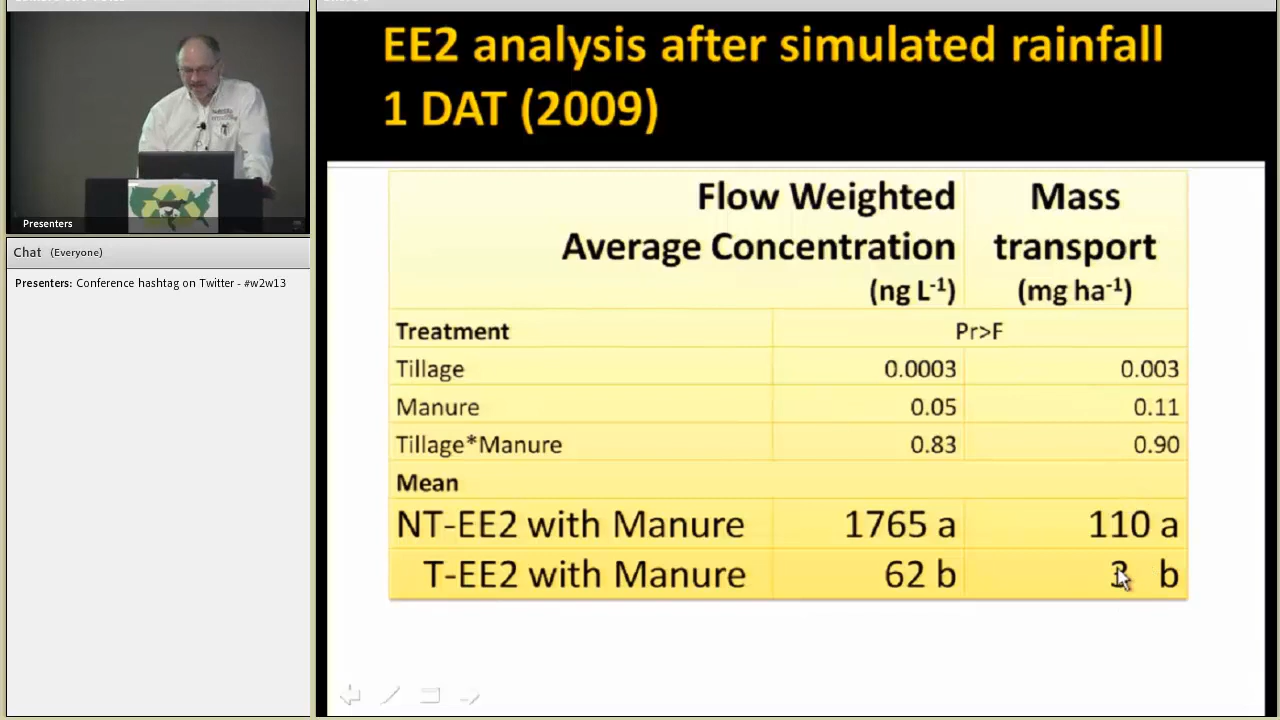 EE2 analysis after simulated rainfall
1 DAT (2009)
Presenters
Chat (Everyone)
Presenters: Conference hashtag on Twitter - #w2w13
Flow Weighted Average Concentration (ng L⁻¹) Mass transport (mg ha⁻¹)
Treatment Pr>F
Tillage 0.0003 0.003
Manure 0.05 0.11
Tillage*Manure 0.83 0.90
Mean
NT-EE2 with Manure 1765 a 110 a
T-EE2 with Manure 62 b 3 b